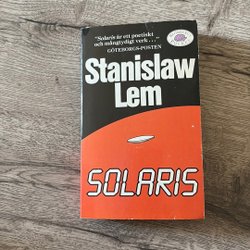 "Solaris är ett poetiskt
och mångtydigt verk . . ."
GÖTEBORGS-POSTEN
Stanislaw
Lem
SOLARIS